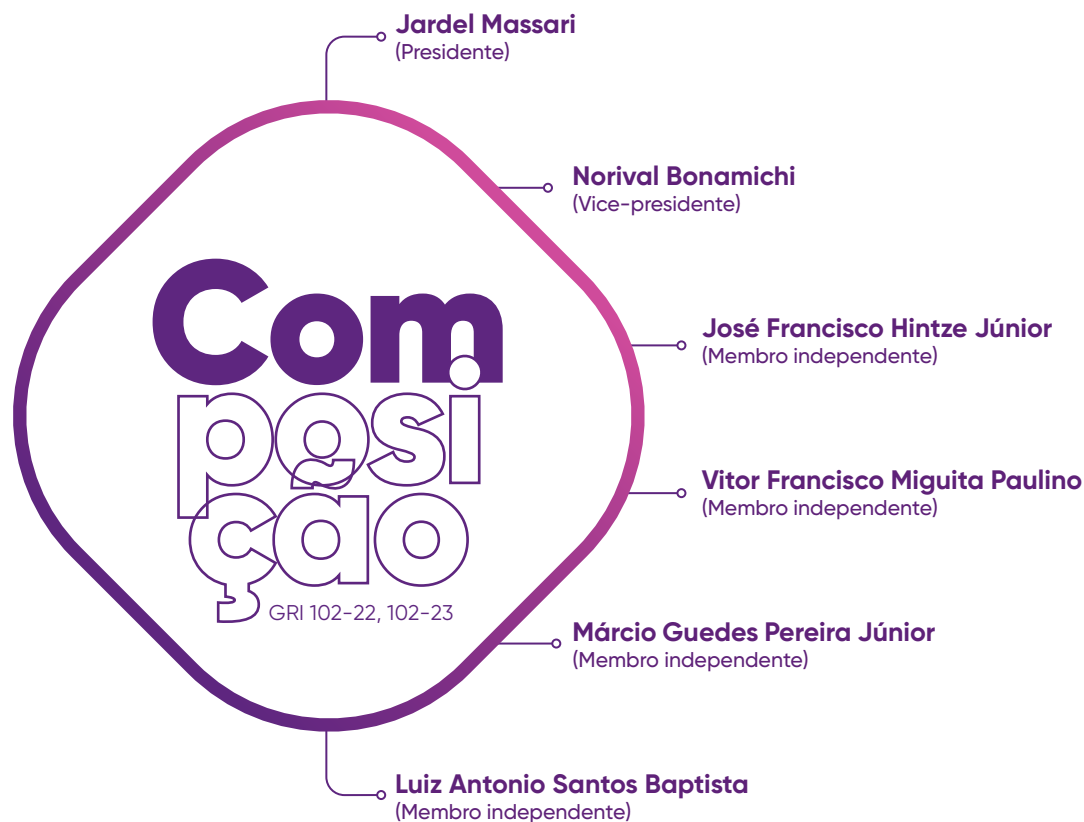 Jardel Massari
(Presidente)
Norival Bonamichi
(Vice-presidente)
José Francisco Hintze Júnior
(Membro independente)
Vitor Francisco Miguita Paulino
(Membro independente)
Márcio Guedes Pereira Júnior
(Membro independente)
Luiz Antonio Santos Baptista
(Membro independente)
Com
posi
ção
GRI 102-22, 102-23